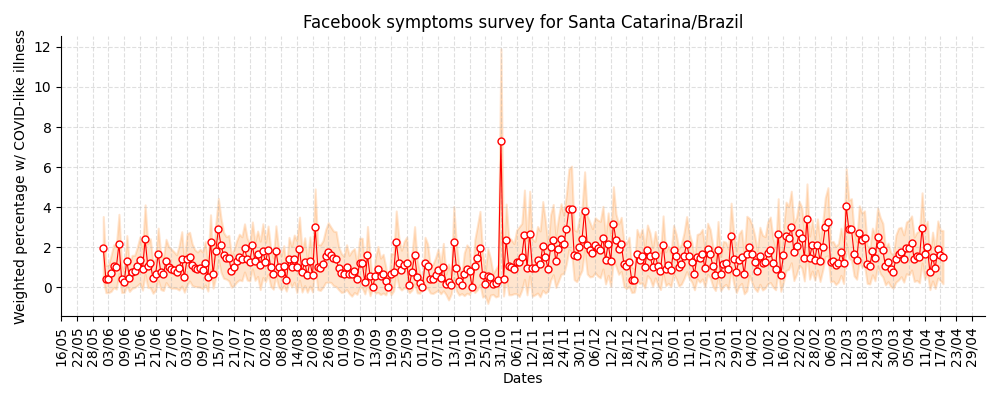 Facebook symptoms survey for Santa Catarina/Brazil
Weighted percentage w/ COVID-like illness
12
10
8
6
4
2
0
16/05 22/05 28/05 03/06 09/06 15/06 21/06 27/06 03/07 09/07 15/07 21/07 27/07 02/08 08/08 14/08 20/08 26/08 01/09 07/09 13/09 19/09 25/09 01/10 07/10 13/10 19/10 25/10 31/10 06/11 12/11 18/11 24/11 30/11 06/12 12/12 18/12 24/12 30/12 05/01 11/01 17/01 23/01 29/01 04/02 10/02 16/02 22/02 28/02 06/03 12/03 18/03 24/03 30/03 05/04 11/04 17/04 23/04 29/04
Dates